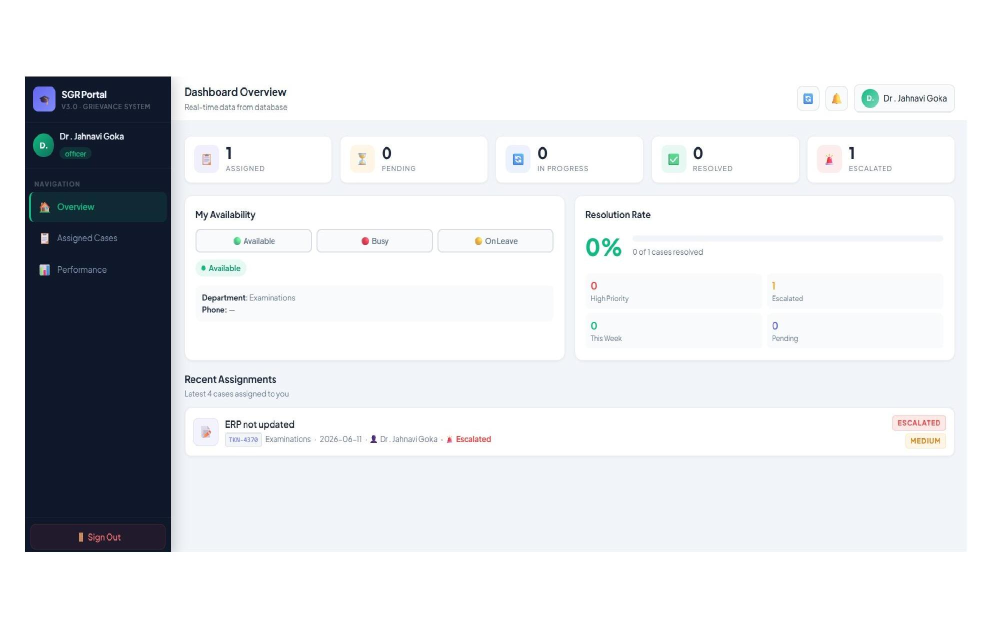 SGR Portal
V3.0 · GRIEVANCE SYSTEM
D.
Dr . Jahnavi Goka
officer
NAVIGATION
Overview
Assigned Cases
Performance
Sign Out
Dashboard Overview
Real-time data from database
D.
Dr . Jahnavi Goka
1
ASSIGNED
0
PENDING
0
IN PROGRESS
0
RESOLVED
1
ESCALATED
My Availability
Available
Busy
On Leave
Available
Department: Examinations
Phone: —
Resolution Rate
0%
0 of 1 cases resolved
0
High Priority
1
Escalated
0
This Week
0
Pending
Recent Assignments
Latest 4 cases assigned to you
ERP not updated
TKN-4370 Examinations · 2026-06-11 · Dr . Jahnavi Goka · Escalated
ESCALATED
MEDIUM